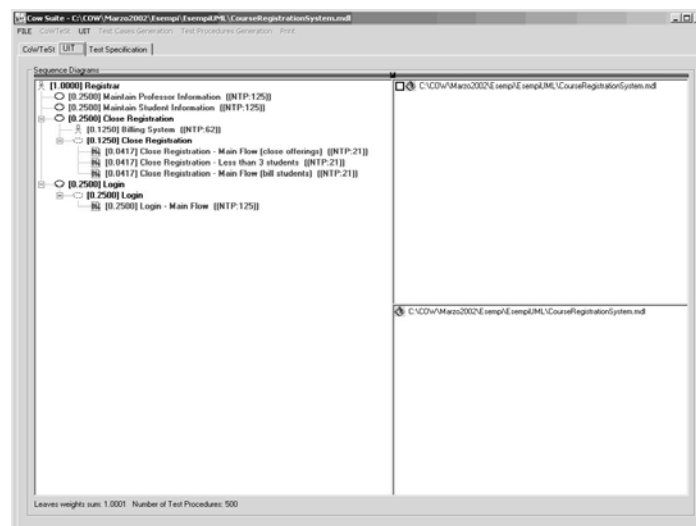 Cow Suite - C:\COW\Marzo2002\Esempi\EsempiUML\CourseRegistrationSystem.mdl
FILE CoWTeSt UIT Test Cases Generation Test Procedures Generation Print
CoWTeSt UIT Test Specification
Sequence Diagrams
[1.0000] Registrar
[0.2500] Maintain Professor Information ((NTP:125))
[0.2500] Maintain Student Information ((NTP:125))
[0.2500] Close Registration
[0.1250] Billing System ((NTP:62))
[0.1250] Close Registration
[0.0417] Close Registration - Main Flow (close offerings) ((NTP:21))
[0.0417] Close Registration - Less than 3 students ((NTP:21))
[0.0417] Close Registration - Main Flow (bill students) ((NTP:21))
[0.2500] Login
[0.2500] Login
[0.2500] Login - Main Flow ((NTP:125))
C:\COW\Marzo2002\Esempi\EsempiUML\CourseRegistrationSystem.mdl
C:\COW\Marzo2002\Esempi\EsempiUML\CourseRegistrationSystem.mdl
Leaves weights sum: 1.0001 Number of Test Procedures: 500